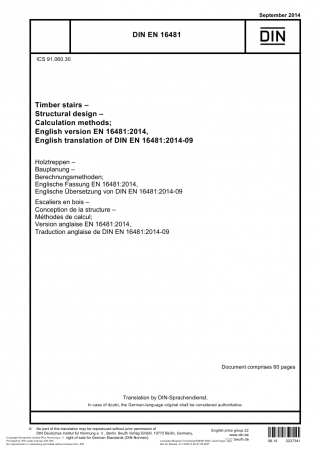 September 2014
DIN EN 16481
DIN
ICS 91.060.30
Timber stairs –
Structural design –
Calculation methods;
English version EN 16481:2014,
English translation of DIN EN 16481:2014-09
Holztreppen –
Bauplanung –
Berechnungsmethoden;
Englische Fassung EN 16481:2014,
Englische Übersetzung von DIN EN 16481:2014-09
Escaliers en bois –
Conception de la structure –
Méthodes de calcul;
Version anglaise EN 16481:2014,
Traduction anglaise de DIN EN 16481:2014-09
Document comprises 60 pages
Translation by DIN-Sprachendienst.
In case of doubt, the German-language original shall be considered authoritative.
© No part of this translation may be reproduced without prior permission of
DIN Deutsches Institut für Normung e. V., Berlin. Beuth Verlag GmbH, 10772 Berlin, Germany,
right of sale for German Standards (DIN-Normen).
English price group 22
www.din.de
www.beuth.de
09.14